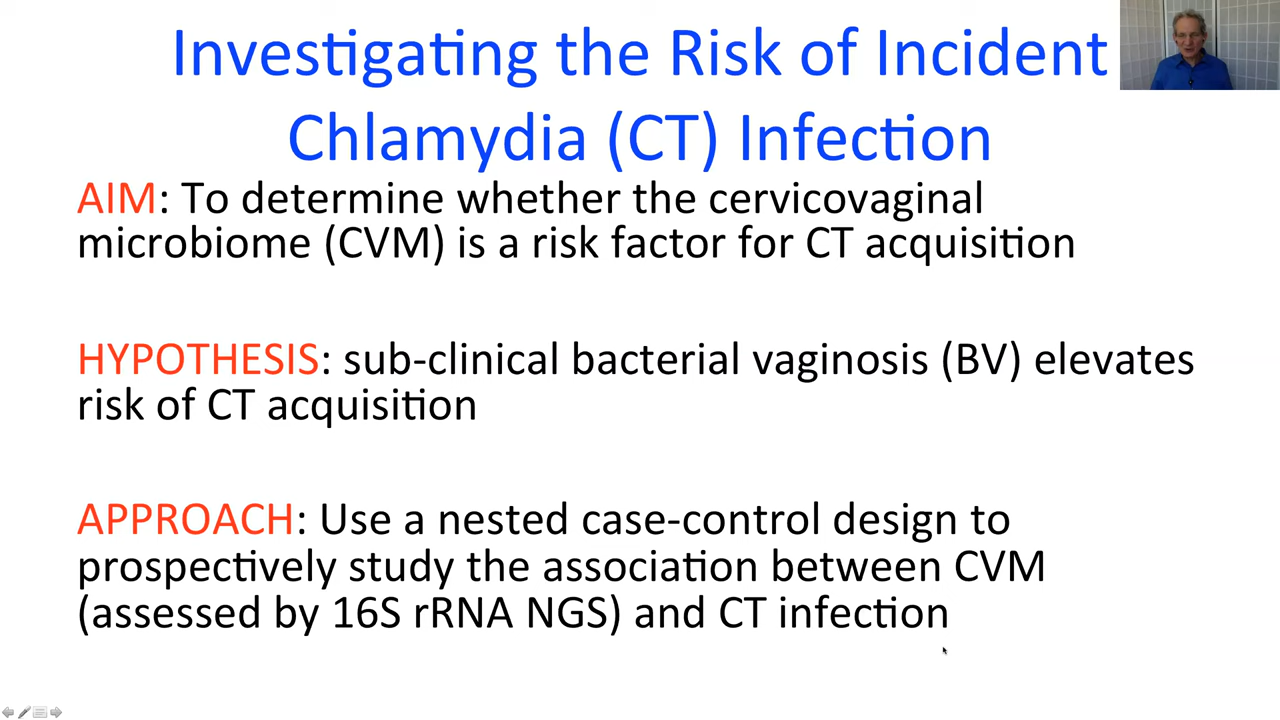 Investigating the Risk of Incident
Chlamydia (CT) Infection
AIM: To determine whether the cervicovaginal
microbiome (CVM) is a risk factor for CT acquisition
HYPOTHESIS: sub-clinical bacterial vaginosis (BV) elevates
risk of CT acquisition
APPROACH: Use a nested case-control design to
prospectively study the association between CVM
(assessed by 16S rRNA NGS) and CT infection